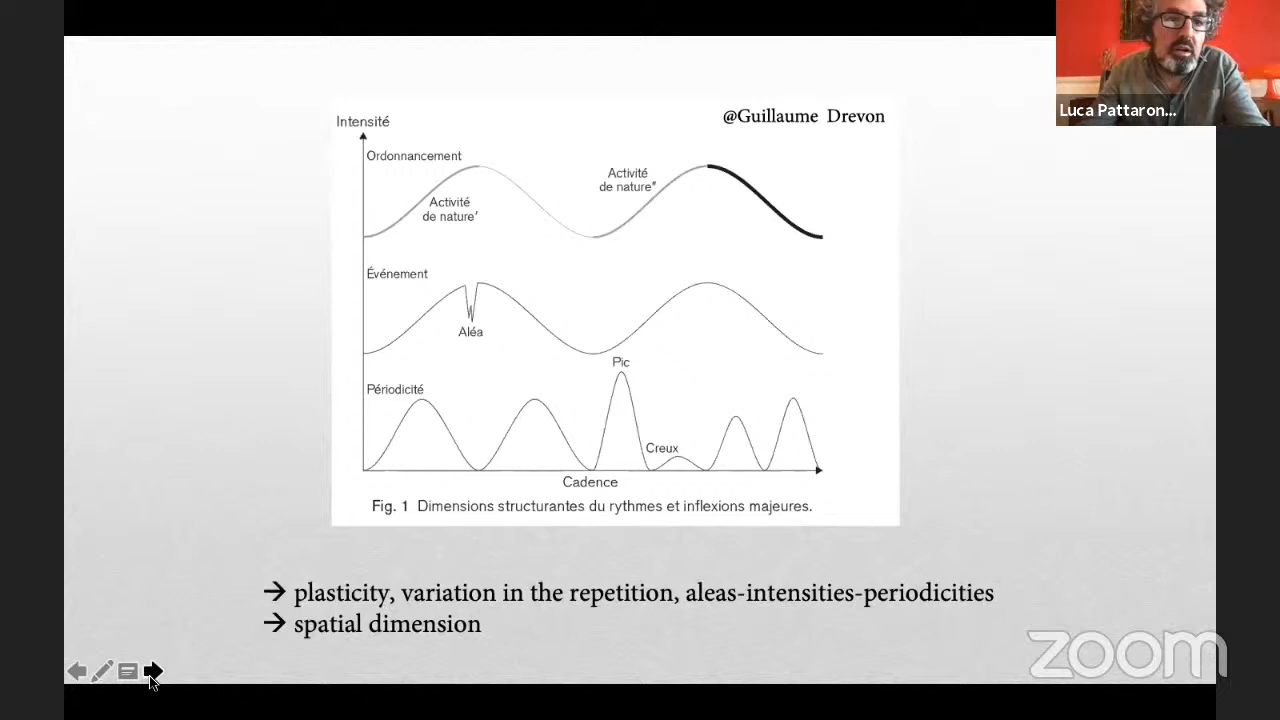 Luca Pattaron...
@Guillaume Drevon
Intensité
Ordonnancement
Activité
de nature'
Activité
de nature"
Événement
Aléa
Pic
Périodicité
Creux
Cadence
Fig. 1 Dimensions structurantes du rythmes et inflexions majeures.
→ plasticity, variation in the repetition, aleas-intensities-periodicities
→ spatial dimension
zoom